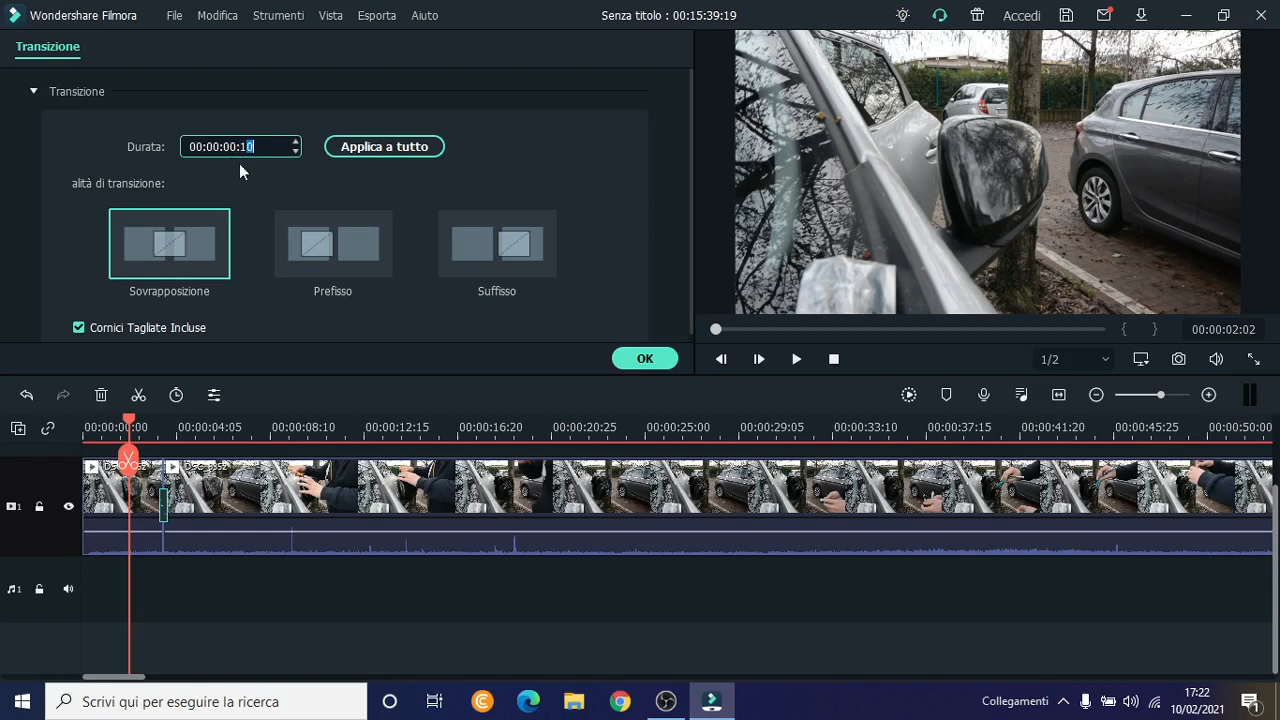 Wondershare Filmora File Modifica Strumenti Vista Esporta Aiuto Senza titolo : 00:15:39:19 Accedi
Transizione
Transizione
Durata: 00:00:00:10 Applica a tutto
alità di transizione:
Sovrapposizione Prefisso Suffisso
Cornici Tagliate Incluse
OK
{ } 00:00:02:02
1/2
00:00:00:00 00:00:04:05 00:00:08:10 00:00:12:15 00:00:16:20 00:00:20:25 00:00:25:00 00:00:29:05 00:00:33:10 00:00:37:15 00:00:41:20 00:00:45:25 00:00:50:00
1
1
Scrivi qui per eseguire la ricerca
Collegamenti
17:22
10/02/2021
1